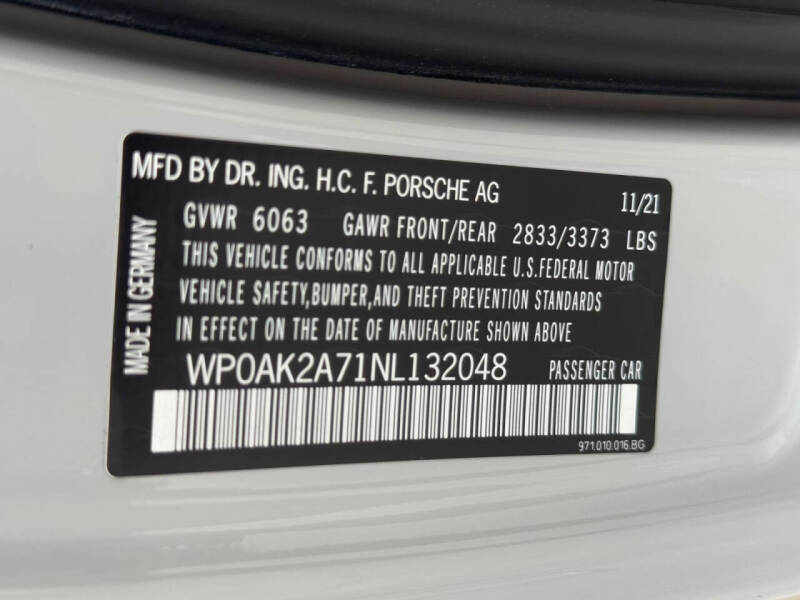 MFD BY DR. ING. H.C. F. PORSCHE AG 11/21
GVWR 6063 GAWR FRONT/REAR 2833/3373 LBS
THIS VEHICLE CONFORMS TO ALL APPLICABLE U.S.FEDERAL MOTOR
VEHICLE SAFETY,BUMPER,AND THEFT PREVENTION STANDARDS
IN EFFECT ON THE DATE OF MANUFACTURE SHOWN ABOVE
MADE IN GERMANY
WP0AK2A71NL132048 PASSENGER CAR
971.010.016 BG